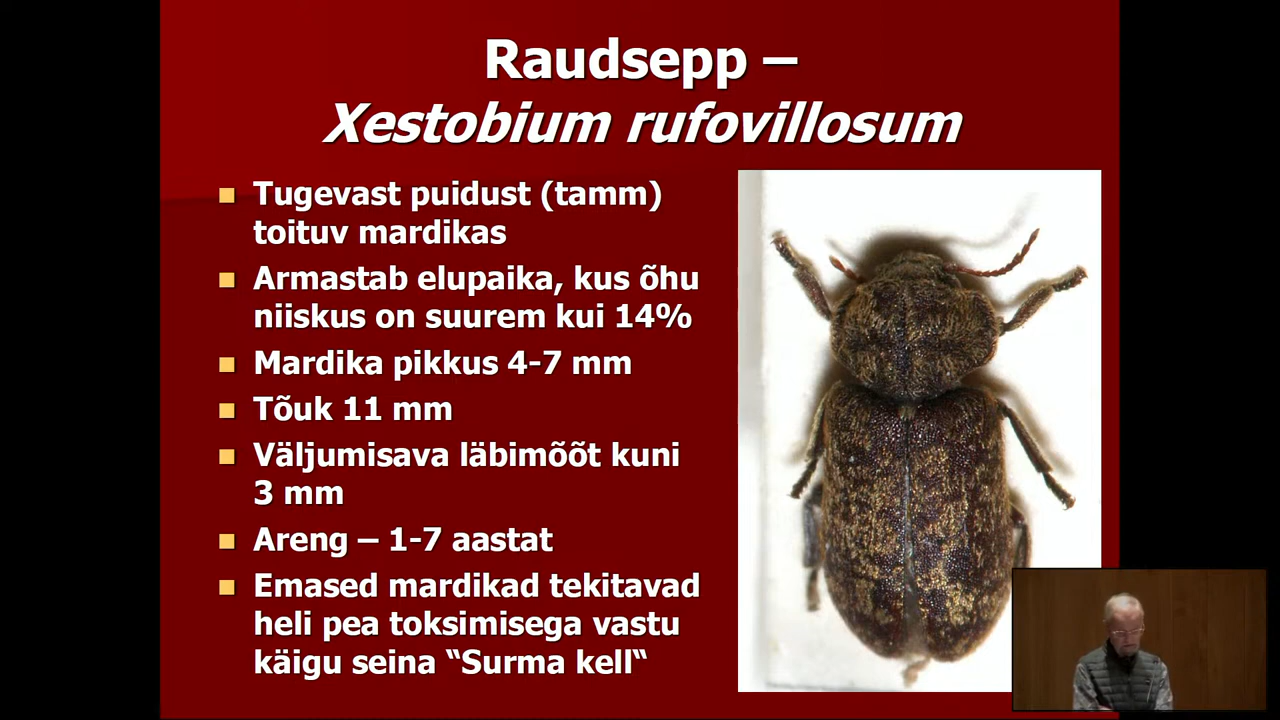 Raudsepp –
Xestobium rufovillosum
Tugevast puidust (tamm)
toituv mardikas
Armastab elupaika, kus õhu
niiskus on suurem kui 14%
Mardika pikkus 4-7 mm
Tõuk 11 mm
Väljumisava läbimõõt kuni
3 mm
Areng – 1-7 aastat
Emased mardikad tekitavad
heli pea toksimisega vastu
käigu seina “Surma kell“